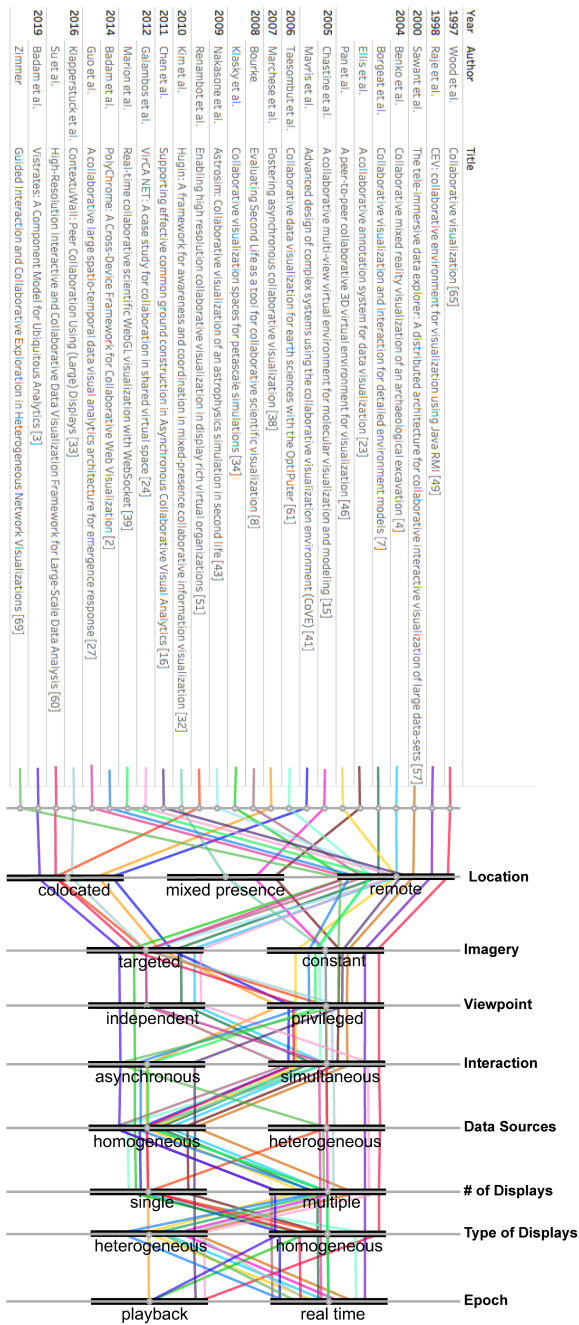 Year Author Title
1997 Wood et al. Collaborative visualization [65]
1998 Raje et al. CEV: collaborative environment for visualization using Java RMI [49]
2000 Sawant et al. The tele-immersive data explorer: A distributed architecture for collaborative interactive visualization of large data-sets [57]
2004 Benko et al. Collaborative mixed reality visualization of an archaeological excavation [4]
Borgeat et al. Collaborative visualization and interaction for detailed environment models [7]
Ellis et al. A collaborative annotation system for data visualization [23]
Pan et al. A peer-to-peer collaborative 3D virtual environment for visualization [46]
2005 Chastine et al. A collaborative multi-view virtual environment for molecular visualization and modeling [15]
Mavris et al. Advanced design of complex systems using the collaborative visualization environment (CoVE) [41]
2006 Taesombut et al. Collaborative data visualization for earth sciences with the OptIPuter [61]
2007 Marchese et al. Fostering asynchronous collaborative visualization [38]
2008 Bourke Evaluating Second Life as a tool for collaborative scientific visualization [8]
Klasky et al. Collaborative visualization spaces for petascale simulations [34]
2009 Nakasone et al. Astrosim: Collaborative visualization of an astrophysics simulation in second life [43]
Renambot et al. Enabling high resolution collaborative visualization in display rich virtual organizations [51]
2010 Kim et al. Hugin: A framework for awareness and coordination in mixed-presence collaborative information visualization [32]
2011 Chen et al. Supporting effective common ground construction in Asynchronous Collaborative Visual Analytics [16]
2012 Galambos et al. VirCA NET: A case study for collaboration in shared virtual space [24]
Marion et al. Real-time collaborative scientific WebGL visualization with WebSocket [39]
2014 Badam et al. PolyChrome: A Cross-Device Framework for Collaborative Web Visualization [2]
Guo et al. A collaborative large spatio-temporal data visual analytics architecture for emergence response [27]
2016 Klapperstuck et al. ContextuWall: Peer Collaboration Using (Large) Displays [33]
Su et al. High-Resolution Interactive and Collaborative Data Visualization Framework for Large-Scale Data Analysis [60]
2019 Badam et al. Vistrates: A Component Model for Ubiquitous Analytics [3]
Zimmer Guided Interaction and Collaborative Exploration in Heterogeneous Network Visualizations [69]
colocated mixed presence remote Location
targeted constant Imagery
independent privileged Viewpoint
asynchronous simultaneous Interaction
homogeneous heterogeneous Data Sources
single multiple # of Displays
heterogeneous homogeneous Type of Displays
playback real time Epoch